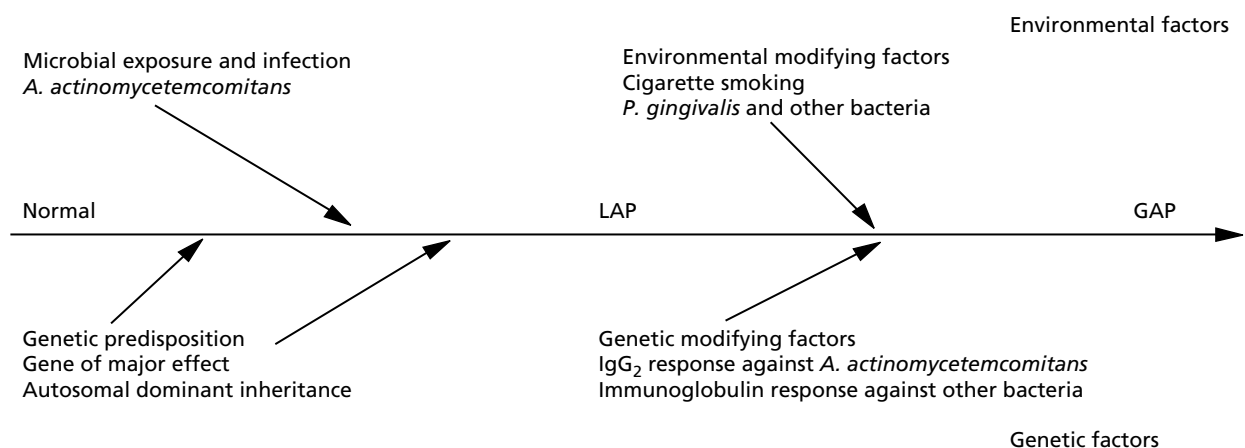 Environmental factors
Microbial exposure and infection
A. actinomycetemcomitans
Environmental modifying factors
Cigarette smoking
P. gingivalis and other bacteria
Normal
LAP
GAP
Genetic predisposition
Gene of major effect
Autosomal dominant inheritance
Genetic modifying factors
IgG₂ response against A. actinomycetemcomitans
Immunoglobulin response against other bacteria
Genetic factors